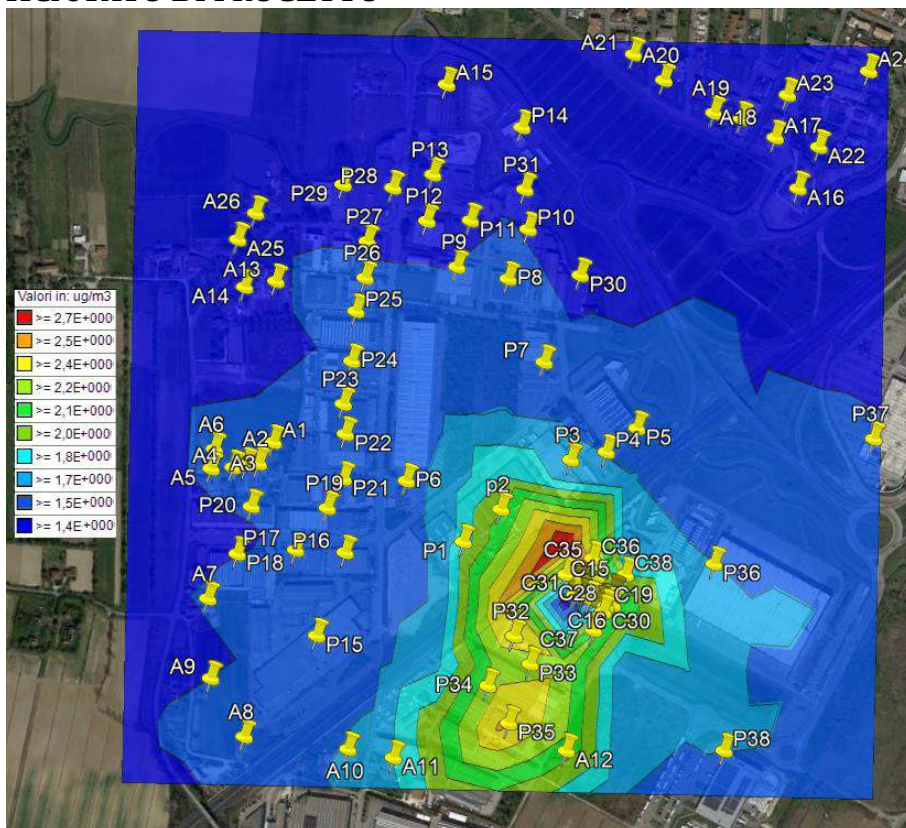 A21
A20
A15
A24
A23
A19
A18
A17
P14
A22
P13
P28
P31
P29
A16
A26
P12
P27
P11
P10
A25
P26
P9
A13
P8
P30
A14
Valori in: ug/m3
>= 2,7E+000
>= 2,5E+000
>= 2,4E+000
>= 2,2E+000
>= 2,1E+000
>= 2,0E+000
>= 1,8E+000
>= 1,7E+000
>= 1,5E+000
>= 1,4E+000
P25
P24
P7
P23
A6
A2
A1
P22
P5
P37
A4
A3
P3
P4
A5
P19
P21
P6
P20
p2
P17
P18
P16
P1
C35
C36
C15
C38
P36
A7
C31
C28
C19
P32
C16
C30
P15
C37
P33
A9
P34
A8
P35
P38
A10
A11
A12